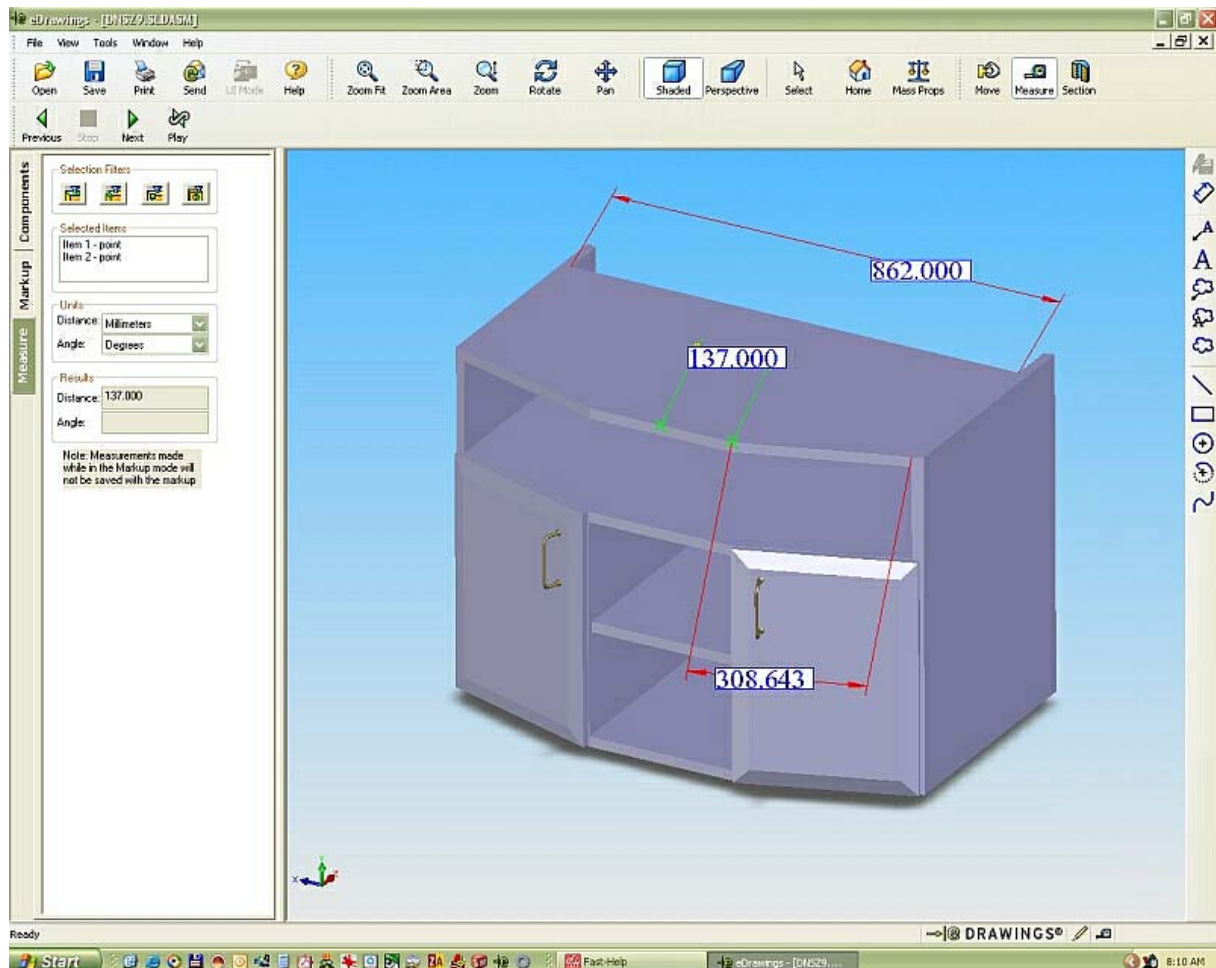 eDrawings - [DNSZ9.SLDASM]
File View Tools Window Help
Open Save Print Send UI Mode Help Zoom Fit Zoom Area Zoom Rotate Pan Shaded Perspective Select Home Mass Props Move Measure Section
Previous Stop Next Play
Components
Markup
Measure
Selection Filters
Selected Items
Item 1 - point
Item 2 - point
Units
Distance: Millimeters
Angle: Degrees
Results
Distance: 137.000
Angle:
Note: Measurements made
while in the Markup mode will
not be saved with the markup
862.000
137.000
308.643
A
A
Ready
@ DRAWINGS®
Start
Fast-Help
eDrawings - [DNSZ9....
8:10 AM